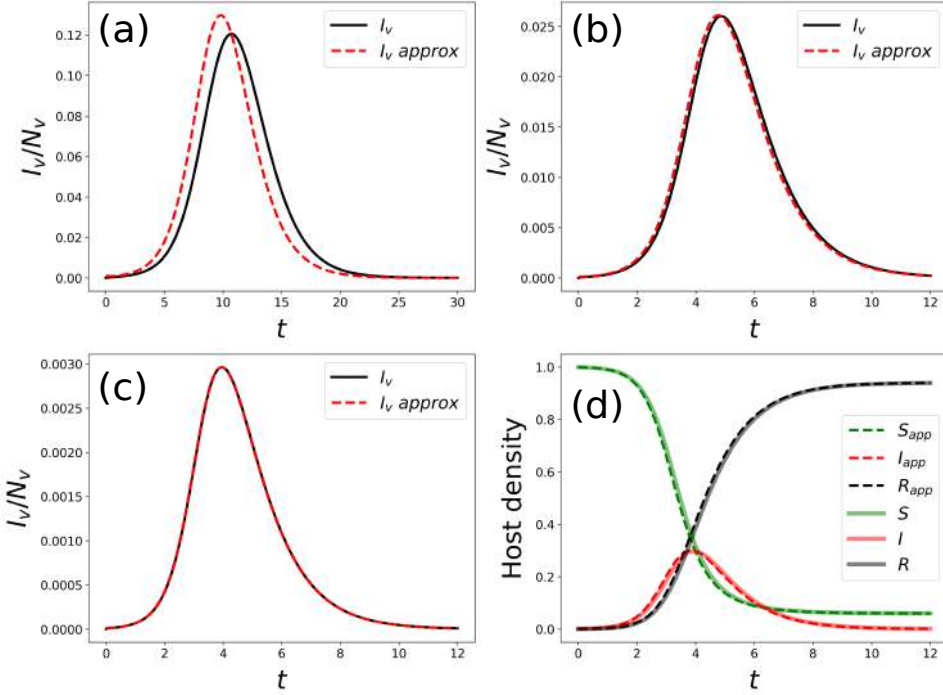 (a)
I_v
I_v approx
0.12
0.10
0.08
0.06
0.04
0.02
0.00
I_v/N_v
0 5 10 15 20 25 30
t
(b)
I_v
I_v approx
0.025
0.020
0.015
0.010
0.005
0.000
I_v/N_v
0 2 4 6 8 10 12
t
(c)
I_v
I_v approx
0.0030
0.0025
0.0020
0.0015
0.0010
0.0005
0.0000
I_v/N_v
0 2 4 6 8 10 12
t
(d)
S_app
I_app
R_app
S
I
R
1.0
0.8
0.6
0.4
0.2
0.0
Host density
0 2 4 6 8 10 12
t